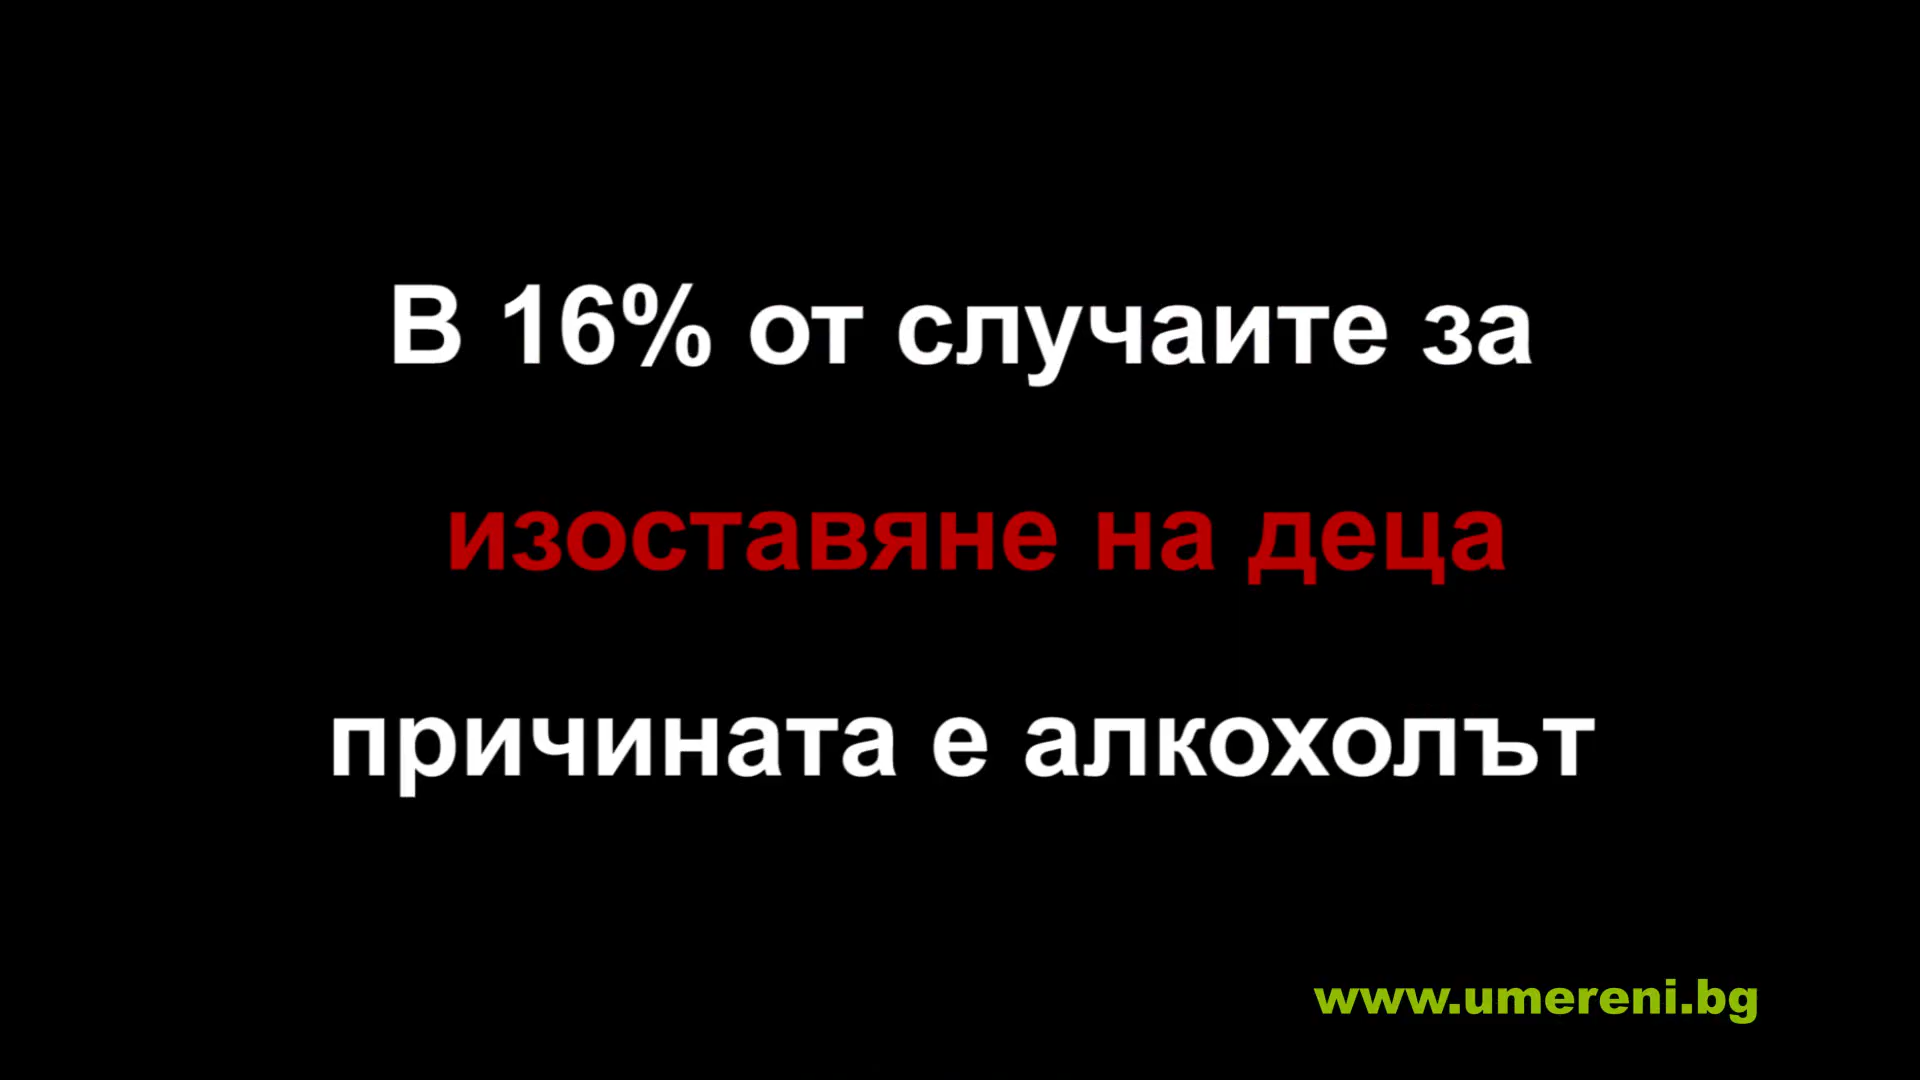 В 16% от случаите за
изоставяне на деца
причината е алкохолът
www.umereni.bg